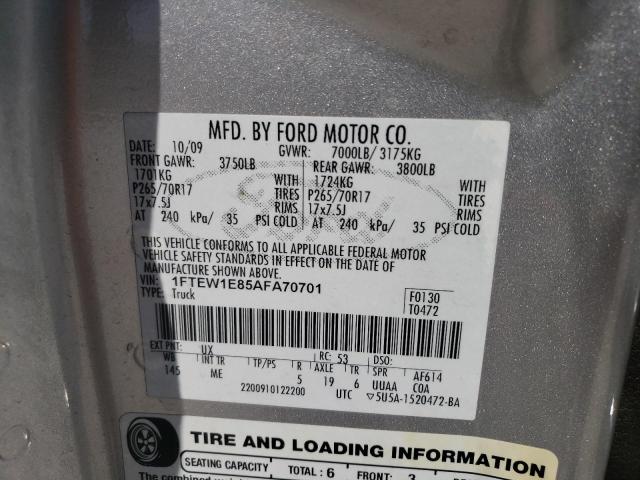 MFD. BY FORD MOTOR CO.
DATE: 10/09 GVWR: 7000LB/ 3175KG
FRONT GAWR: 3750LB REAR GAWR: 3800LB
1701KG WITH 1724KG WITH
P265/70R17 TIRES P265/70R17 TIRES
17x7.5J RIMS 17x7.5J RIMS
AT 240 kPa/ 35 PSI COLD AT 240 kPa/ 35 PSI COLD
THIS VEHICLE CONFORMS TO ALL APPLICABLE FEDERAL MOTOR
VEHICLE SAFETY STANDARDS IN EFFECT ON THE DATE OF
MANUFACTURE SHOWN ABOVE.
VIN: 1FTEW1E85AFA70701
TYPE: Truck
F0130
T0472
EXT PNT: UX RC: 53 DSO:
WB INT TR TP/PS R AXLE TR SPR AF614
145 ME 5 19 6 UUAA COA
2200910122200 UTC ▽5U5A-1520472-BA
TIRE AND LOADING INFORMATION
SEATING CAPACITY TOTAL : 6 FRONT: 3
The combined